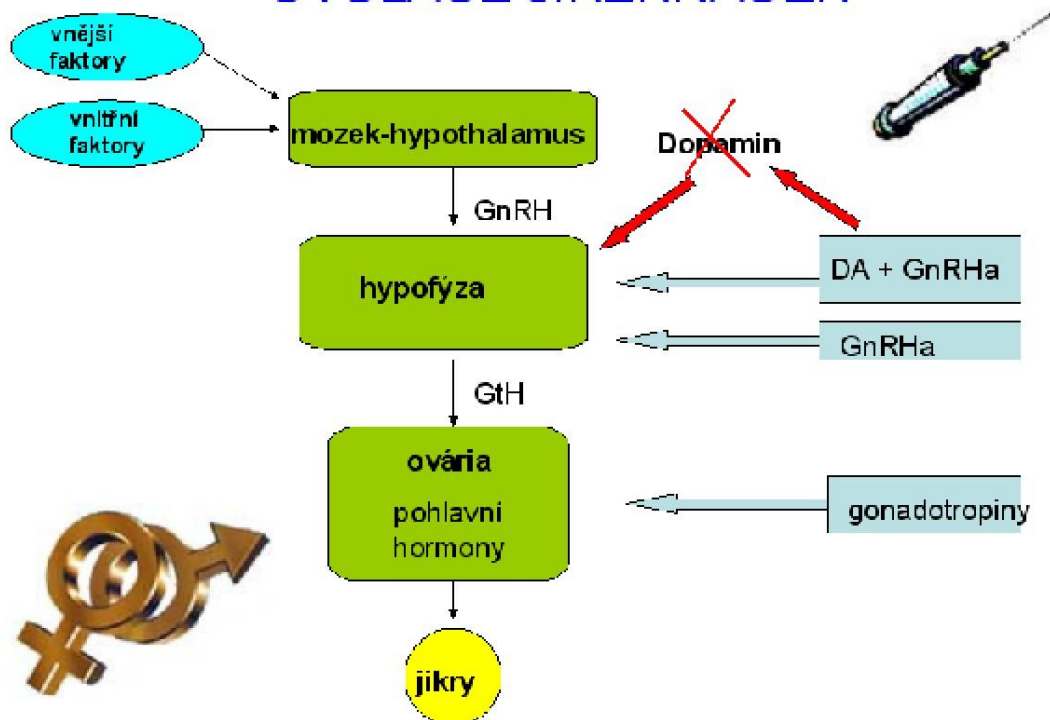 vnější
faktory
vnitřní
faktory
mozek-hypothalamus
Dopamin
GnRH
DA + GnRHa
hypofýza
GnRHa
GtH
ovária
pohlavní
hormony
gonadotropiny
jikry